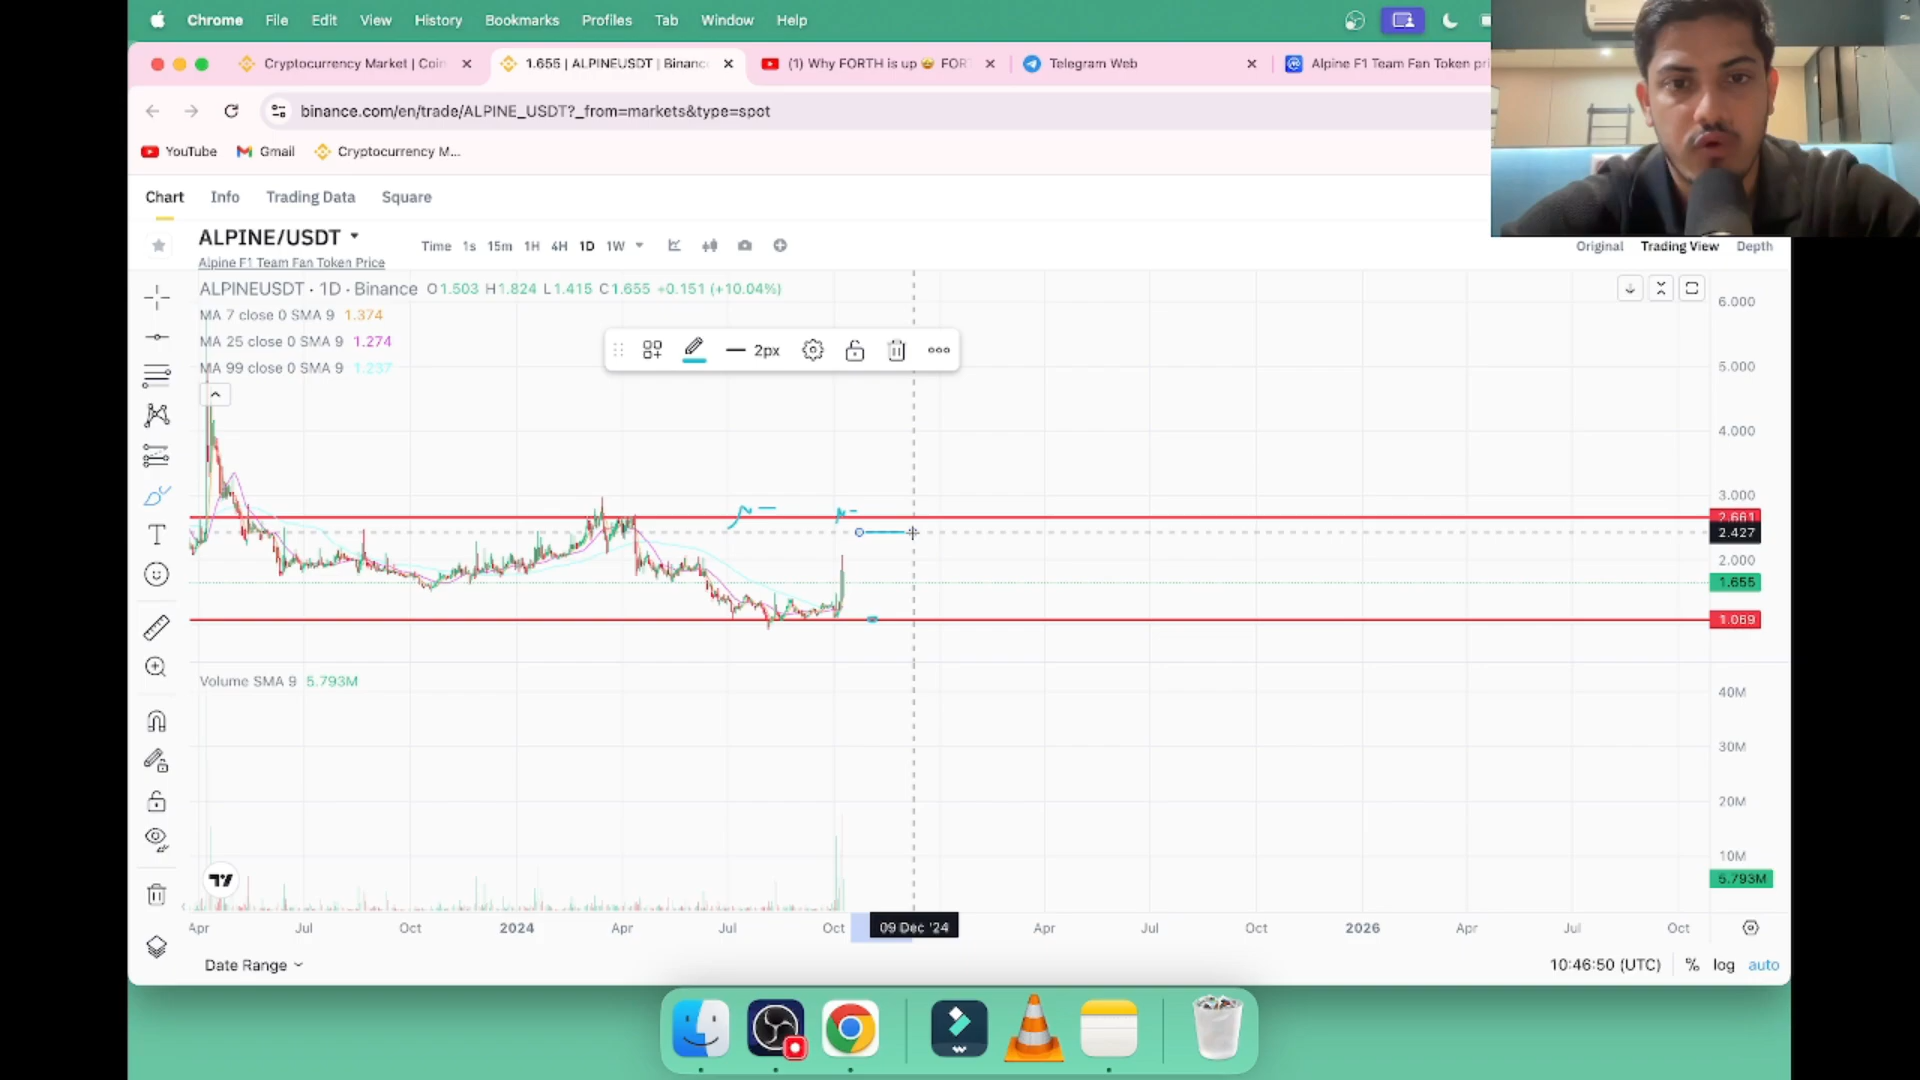 Chrome File Edit View History Bookmarks Profiles Tab Window Help
Cryptocurrency Market | Coin
1.655 | ALPINEUSDT | Binanc
(1) Why FORTH is up 🤩 FOR
Telegram Web
Alpine F1 Team Fan Token pri
binance.com/en/trade/ALPINE_USDT?_from=markets&type=spot
YouTube Gmail Cryptocurrency M...
Chart Info Trading Data Square
ALPINE/USDT
Alpine F1 Team Fan Token Price
Time 1s 15m 1H 4H 1D 1W
Original Trading View Depth
ALPINEUSDT · 1D · Binance O1.503 H1.824 L1.415 C1.655 +0.151 (+10.04%)
MA 7 close 0 SMA 9 1.374
MA 25 close 0 SMA 9 1.274
MA 99 close 0 SMA 9 1.237
2px
6.000
5.000
4.000
3.000
2.661
2.427
2.000
1.655
1.069
Volume SMA 9 5.793M
40M
30M
20M
10M
5.793M
Apr Jul Oct 2024 Apr Jul Oct 09 Dec '24 Apr Jul Oct 2026 Apr Jul Oct
Date Range
10:46:50 (UTC) % log auto